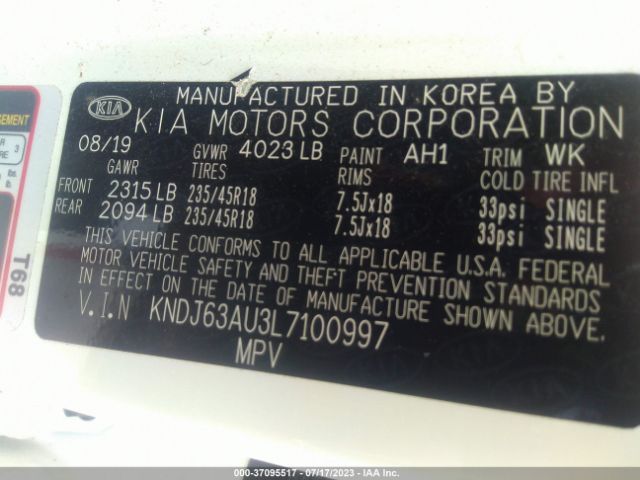 MANUFACTURED IN KOREA BY
KIA KIA MOTORS CORPORATION
08/19 GVWR 4023 LB PAINT AH1 TRIM WK
GAWR TIRES RIMS COLD TIRE INFL
FRONT 2315 LB 235/45R18 7.5Jx18 33psi SINGLE
REAR 2094 LB 235/45R18 7.5Jx18 33psi SINGLE
THIS VEHICLE CONFORMS TO ALL APPLICABLE U.S.A. FEDERAL
MOTOR VEHICLE SAFETY AND THEFT PREVENTION STANDARDS
IN EFFECT ON THE DATE OF MANUFACTURE SHOWN ABOVE.
V.I.N KNDJ63AU3L7100997
MPV
T68
3
000-37095517 - 07/17/2023 - IAA Inc.